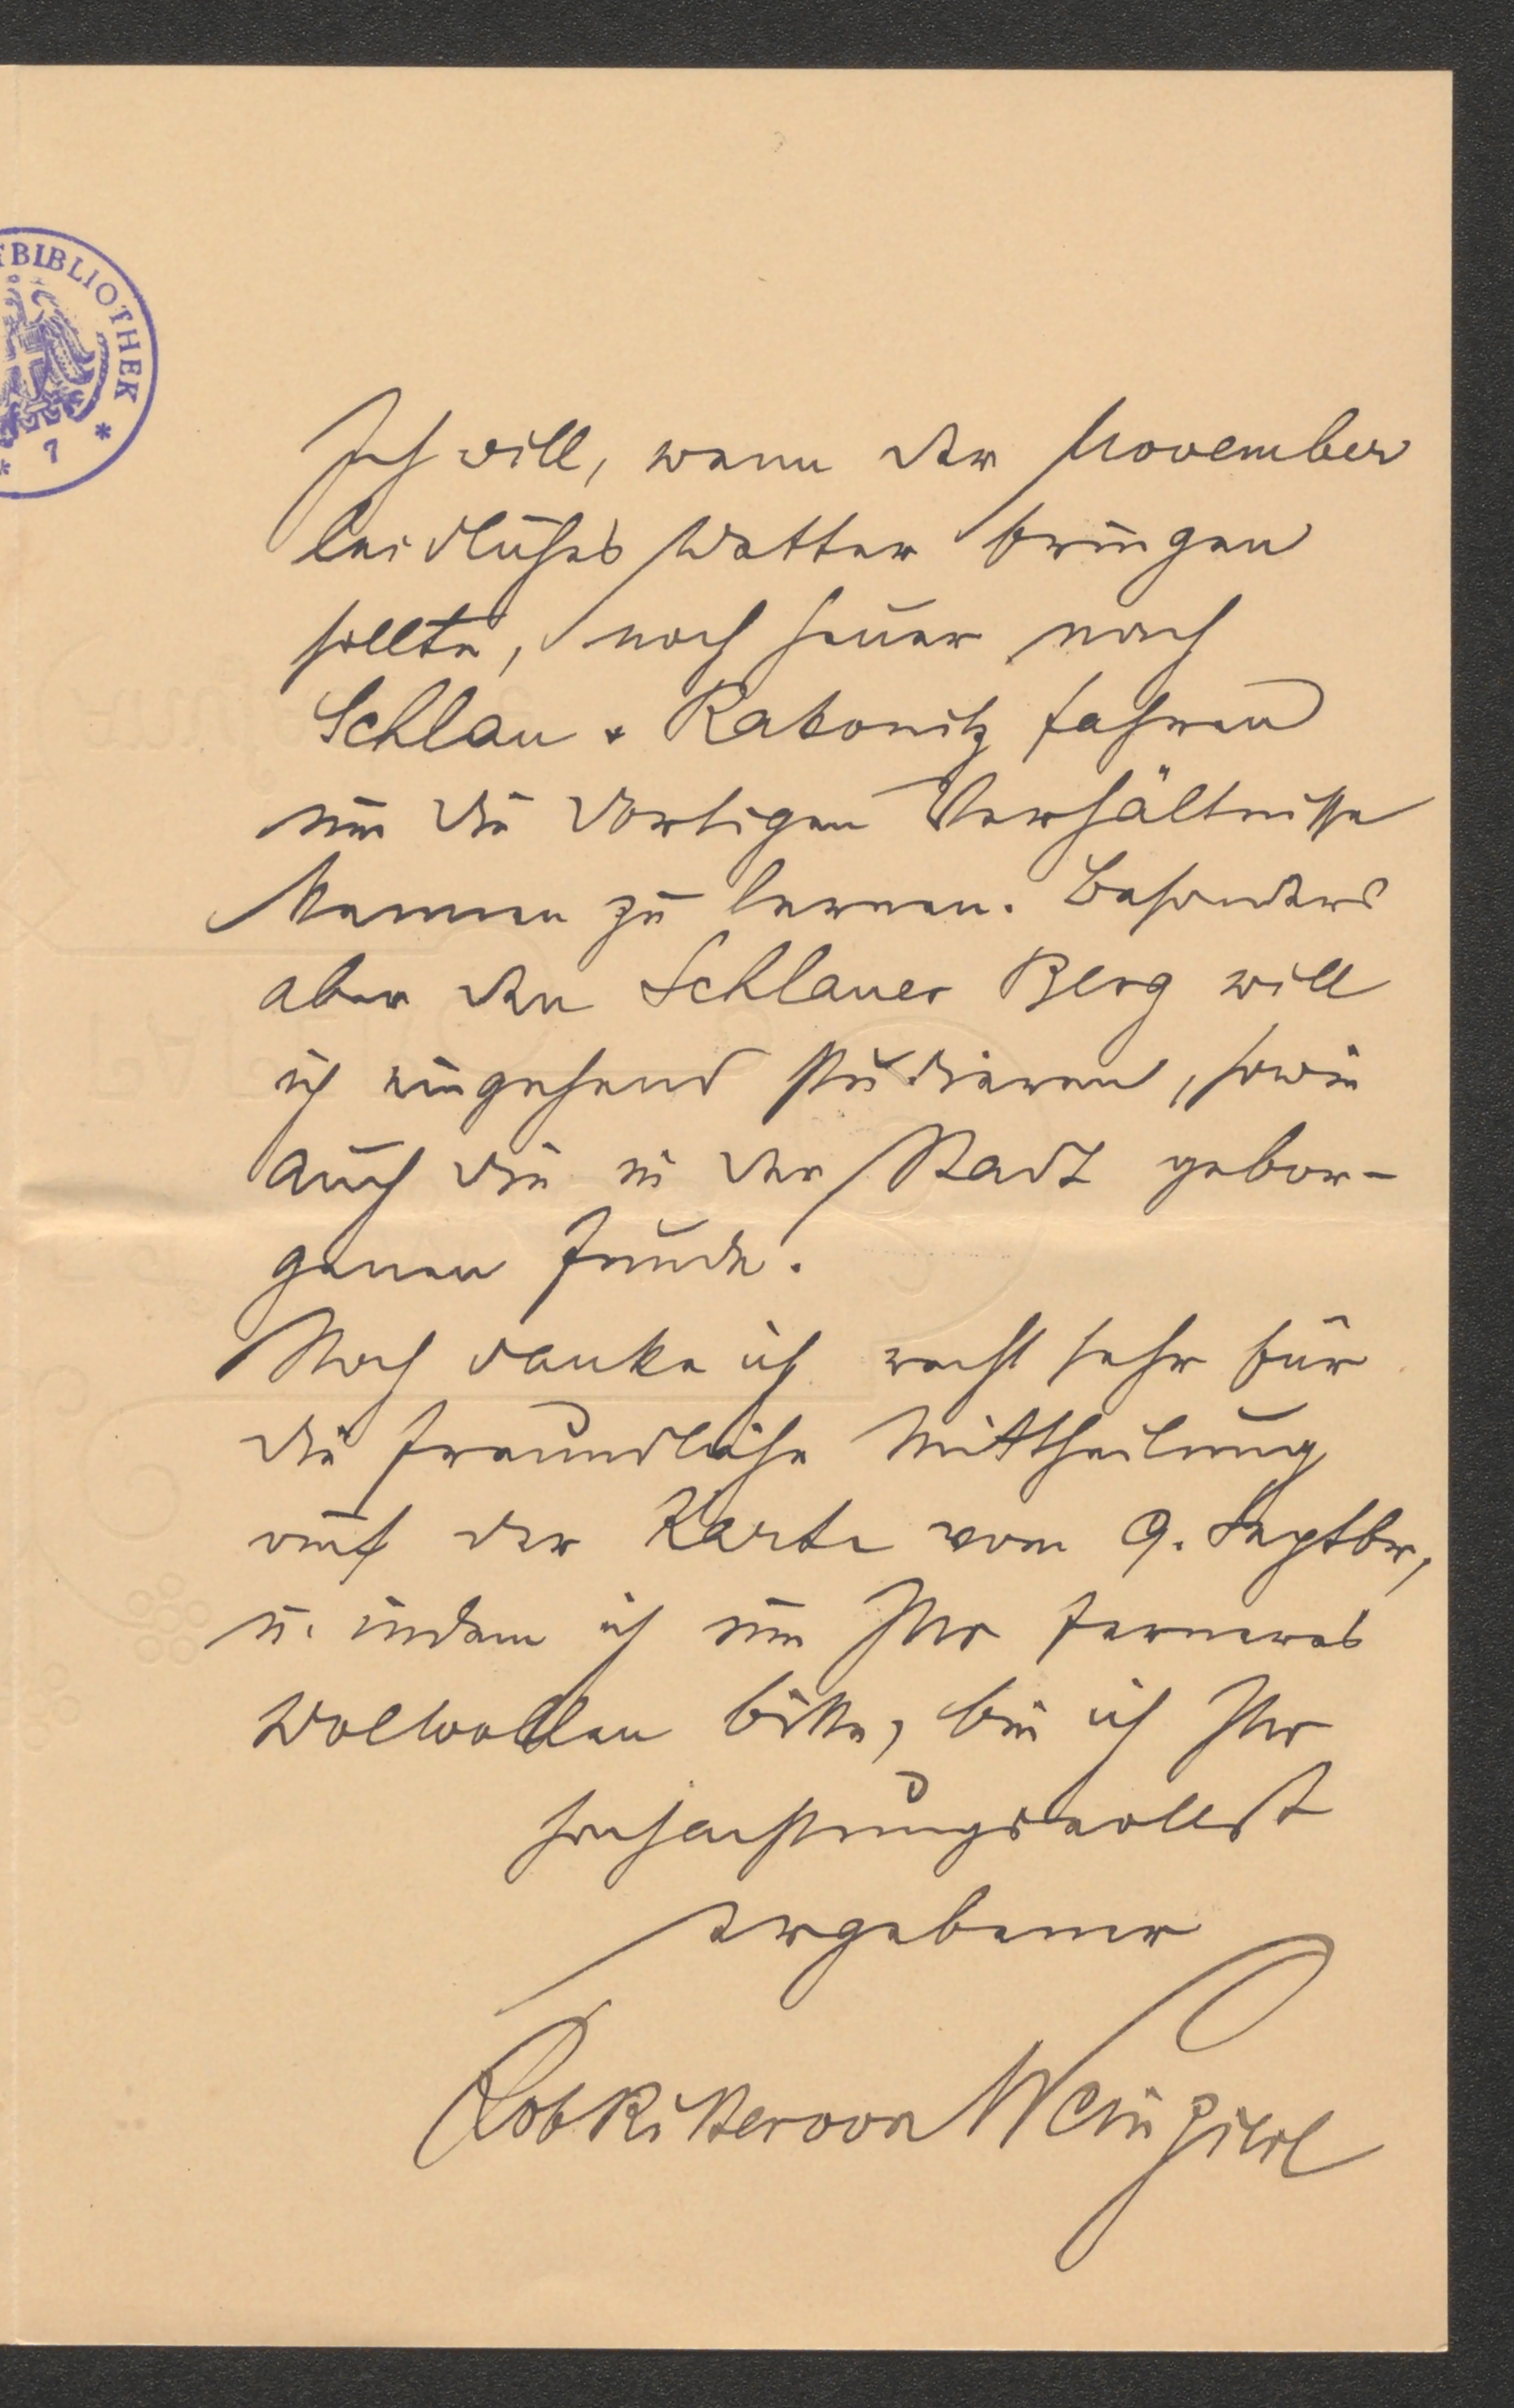 FBIBLIOTHEK
* 7 *
Ich will, wenn der November
leidliches Wetter bringen
sollte, noch heuer nach
Schlan + Rakonitz fahren
um die dortigen Verhältnisse
kennen zu lernen. Besonders
aber den Schlaner Berg will
ich eingehend studieren, sowie
auch die in der Stadt gebor-
genen Funde.
Noch danke ich recht sehr für
die freundliche Mittheilung
auf der Karte vom 9. Septbr,
u. indem ich um Ihr ferneres
Wolwollen bitte, bin ich Ihr
hochachtungsvollst
ergebener
Rob Ritter von Weinzierl